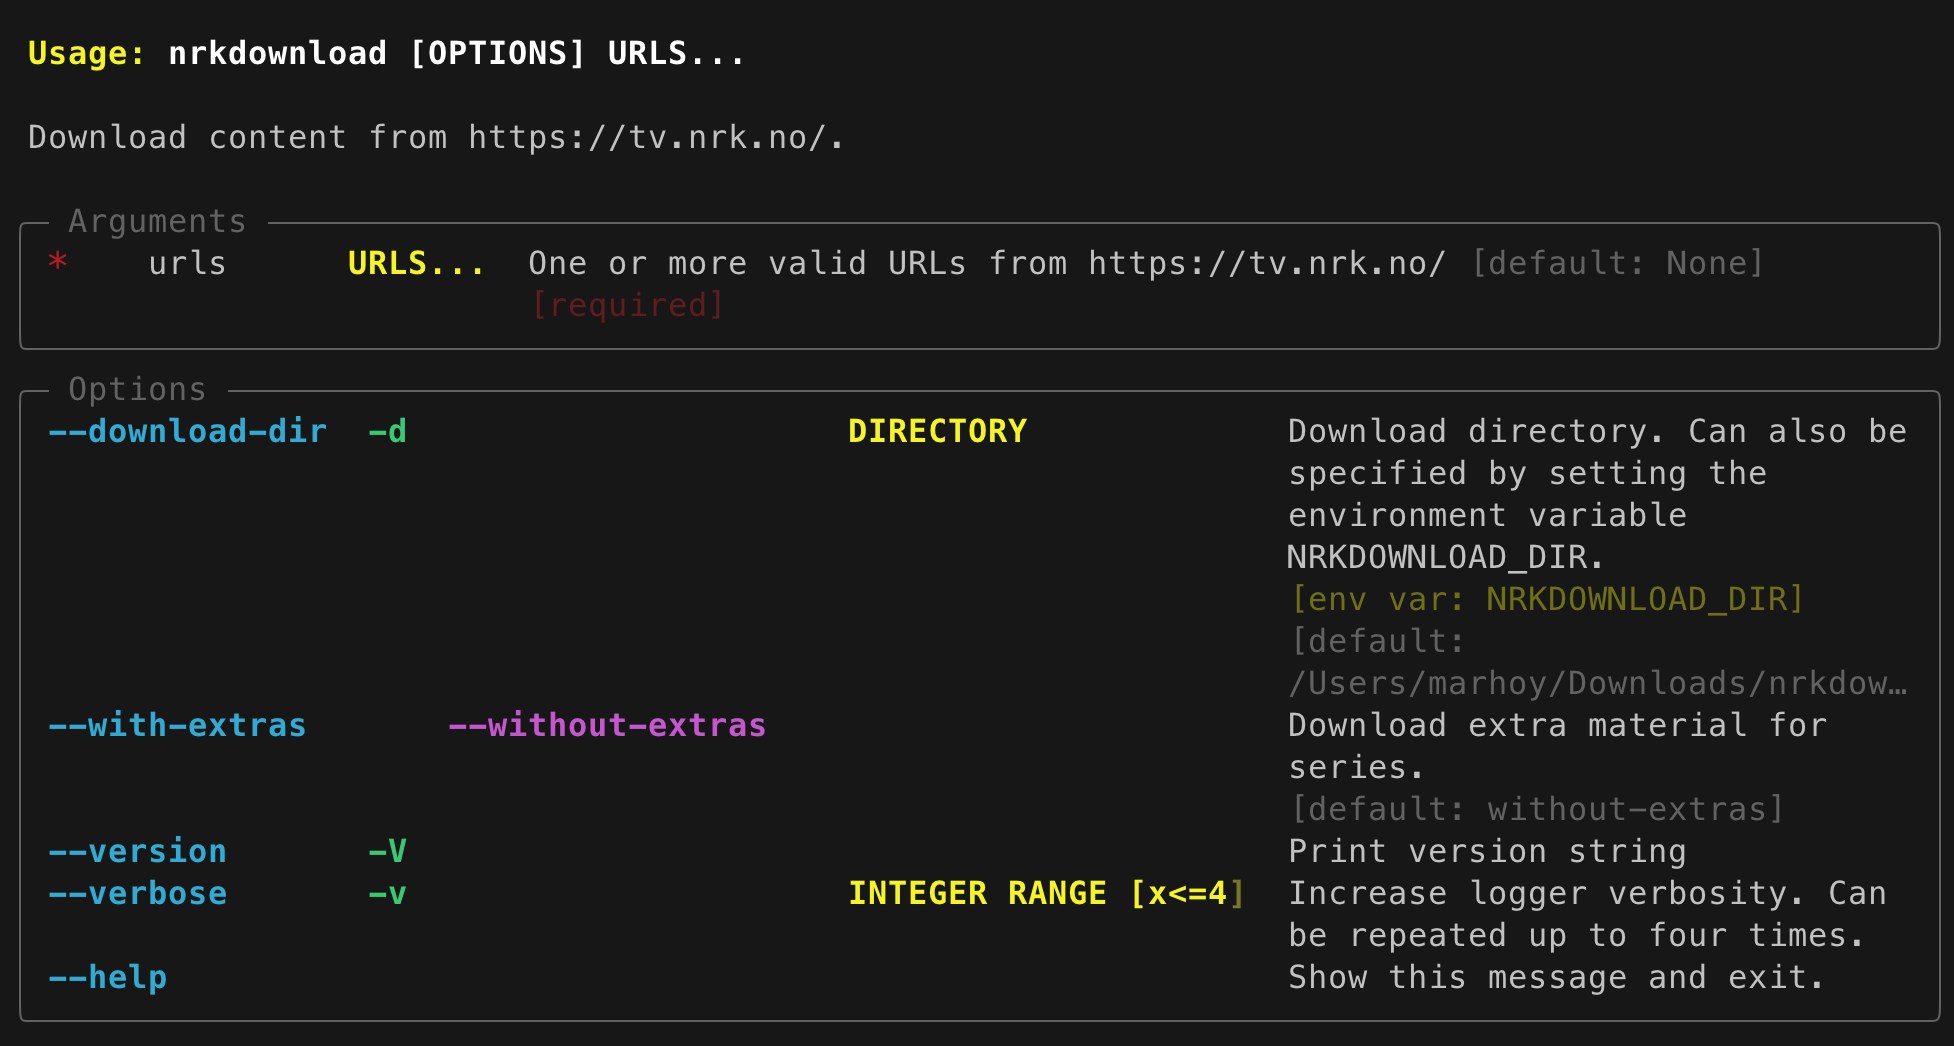 Usage: nrkdownload [OPTIONS] URLS...
Download content from https://tv.nrk.no/.
Arguments
* urls URLS... One or more valid URLs from https://tv.nrk.no/ [default: None]
[required]
Options
--download-dir -d DIRECTORY Download directory. Can also be
specified by setting the
environment variable
NRKDOWNLOAD_DIR.
[env var: NRKDOWNLOAD_DIR]
[default:
/Users/marhoy/Downloads/nrkdow…
--with-extras --without-extras Download extra material for
series.
[default: without-extras]
--version -V Print version string
--verbose -v INTEGER RANGE [x<=4] Increase logger verbosity. Can
be repeated up to four times.
--help Show this message and exit.